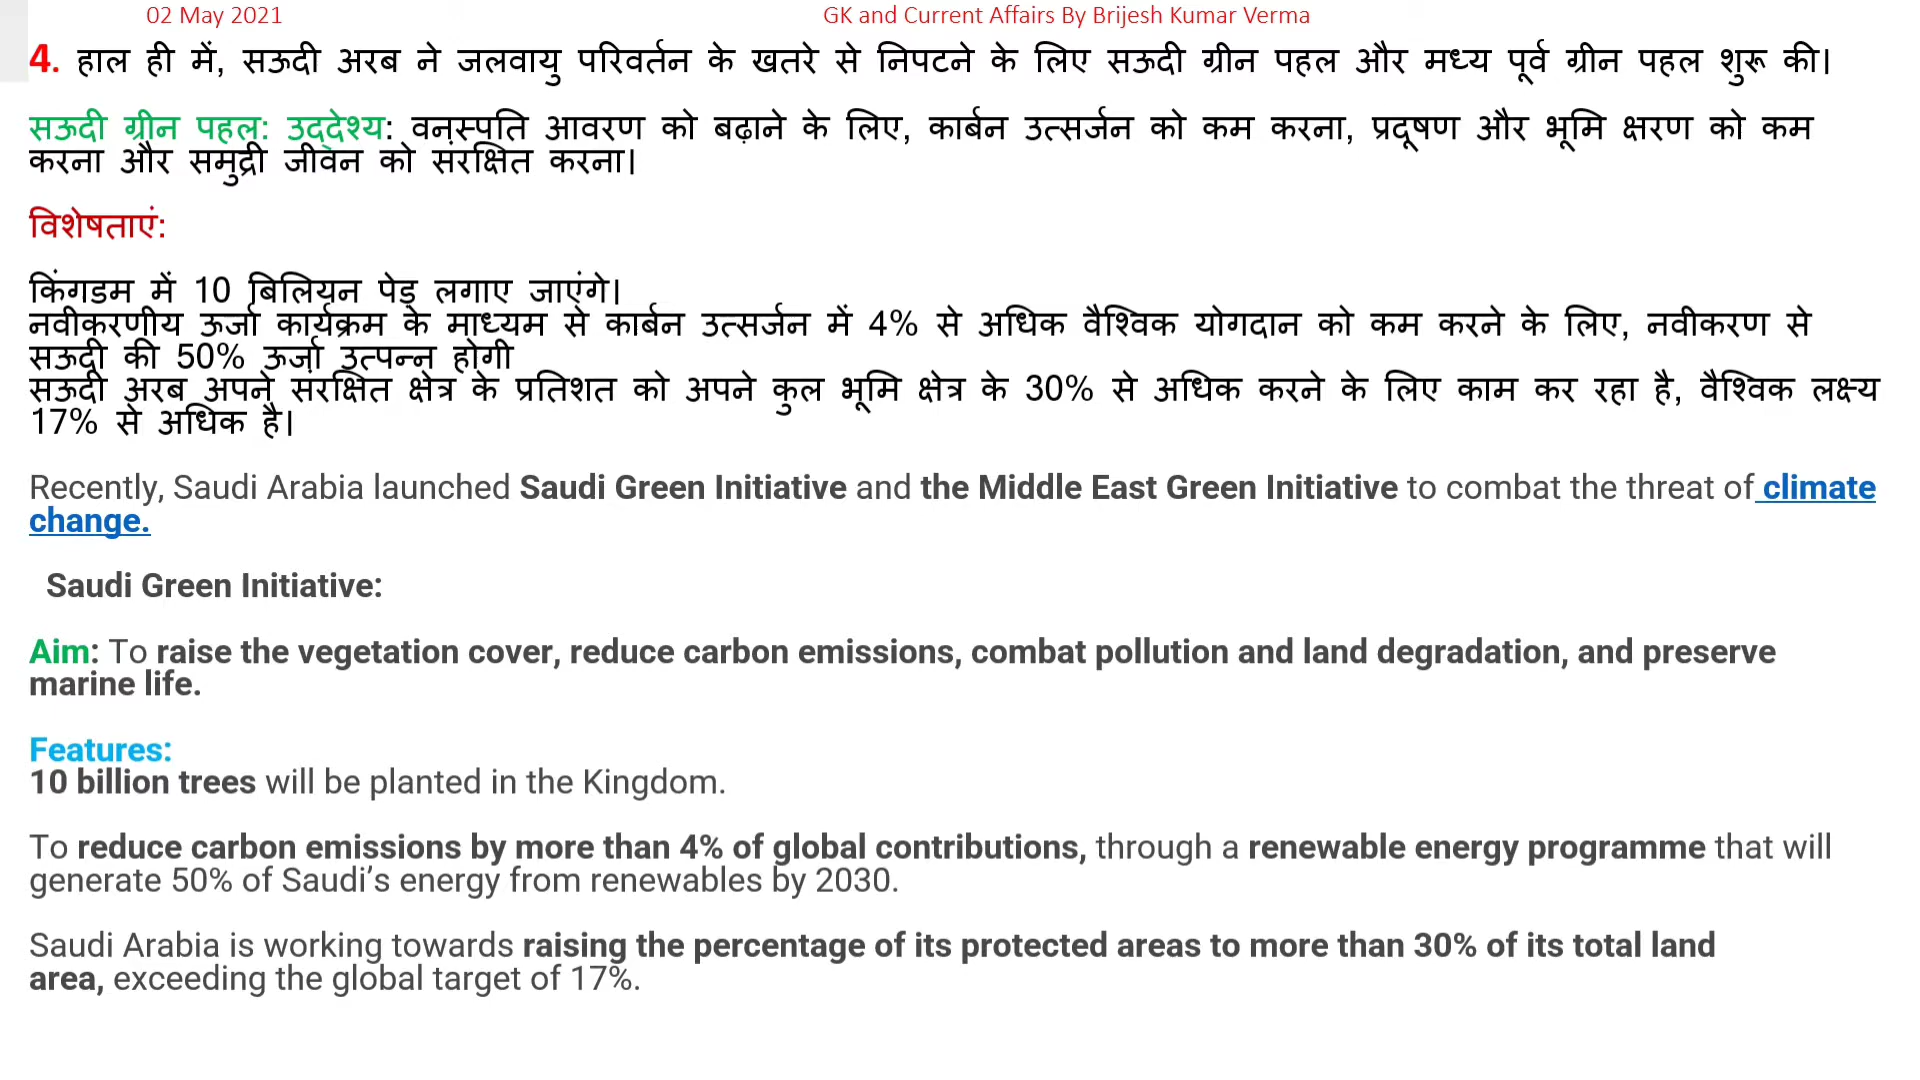 02 May 2021 GK and Current Affairs By Brijesh Kumar Verma
4. हाल ही में, सऊदी अरब ने जलवायु परिवर्तन के खतरे से निपटने के लिए सऊदी ग्रीन पहल और मध्य पूर्व ग्रीन पहल शुरू की।
सऊदी ग्रीन पहल: उद्देश्य: वनस्पति आवरण को बढ़ाने के लिए, कार्बन उत्सर्जन को कम करना, प्रदूषण और भूमि क्षरण को कम
करना और समुद्री जीवन को संरक्षित करना।
विशेषताएं:
किंगडम में 10 बिलियन पेड़ लगाए जाएंगे।
नवीकरणीय ऊर्जा कार्यक्रम के माध्यम से कार्बन उत्सर्जन में 4% से अधिक वैश्विक योगदान को कम करने के लिए, नवीकरण से
सऊदी की 50% ऊर्जा उत्पन्न होगी
सऊदी अरब अपने संरक्षित क्षेत्र के प्रतिशत को अपने कुल भूमि क्षेत्र के 30% से अधिक करने के लिए काम कर रहा है, वैश्विक लक्ष्य
17% से अधिक है।
Recently, Saudi Arabia launched Saudi Green Initiative and the Middle East Green Initiative to combat the threat of climate
change.
Saudi Green Initiative:
Aim: To raise the vegetation cover, reduce carbon emissions, combat pollution and land degradation, and preserve
marine life.
Features:
10 billion trees will be planted in the Kingdom.
To reduce carbon emissions by more than 4% of global contributions, through a renewable energy programme that will
generate 50% of Saudi’s energy from renewables by 2030.
Saudi Arabia is working towards raising the percentage of its protected areas to more than 30% of its total land
area, exceeding the global target of 17%.